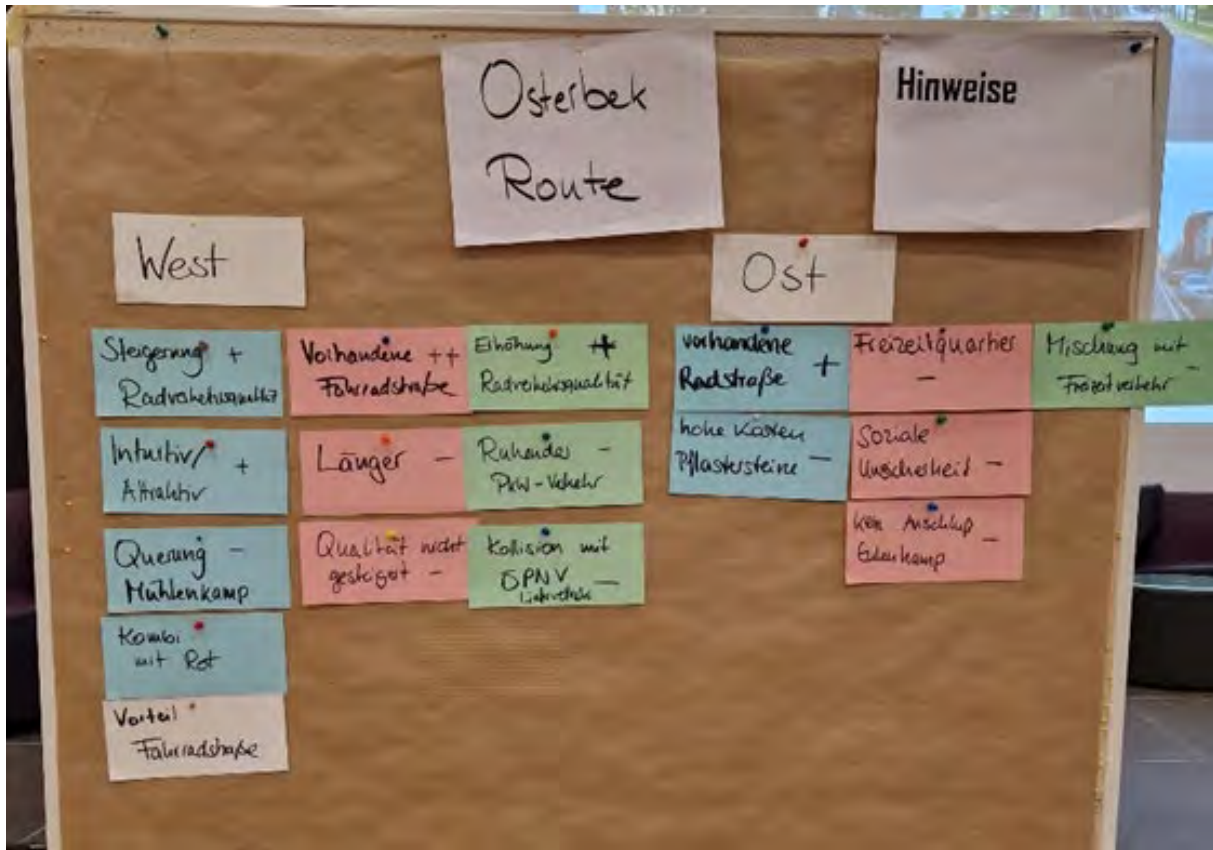 Osterbek
Route
Hinweise
West
Steigerung +
Radverkehrsqualität
Intuitiv/ +
Attraktiv
Querung -
Mühlenkamp
Kombi
mit Rot
Vorteil
Fahrradstraße
Vorhandene ++
Fahrradstraße
Länger -
Qualität nicht
gesteigert -
Erhöhung ++
Radverkehrsqualität
Ruhender -
PKW-Verkehr
Kollision mit
ÖPNV -
Lieferverkehr
Ost
vorhandene
Radstraße +
hohe Kosten
Pflastersteine -
Freizeitquartier
-
Soziale
Unsicherheit -
kein Anschluß -
Mischung mit
Freizeitverkehr -